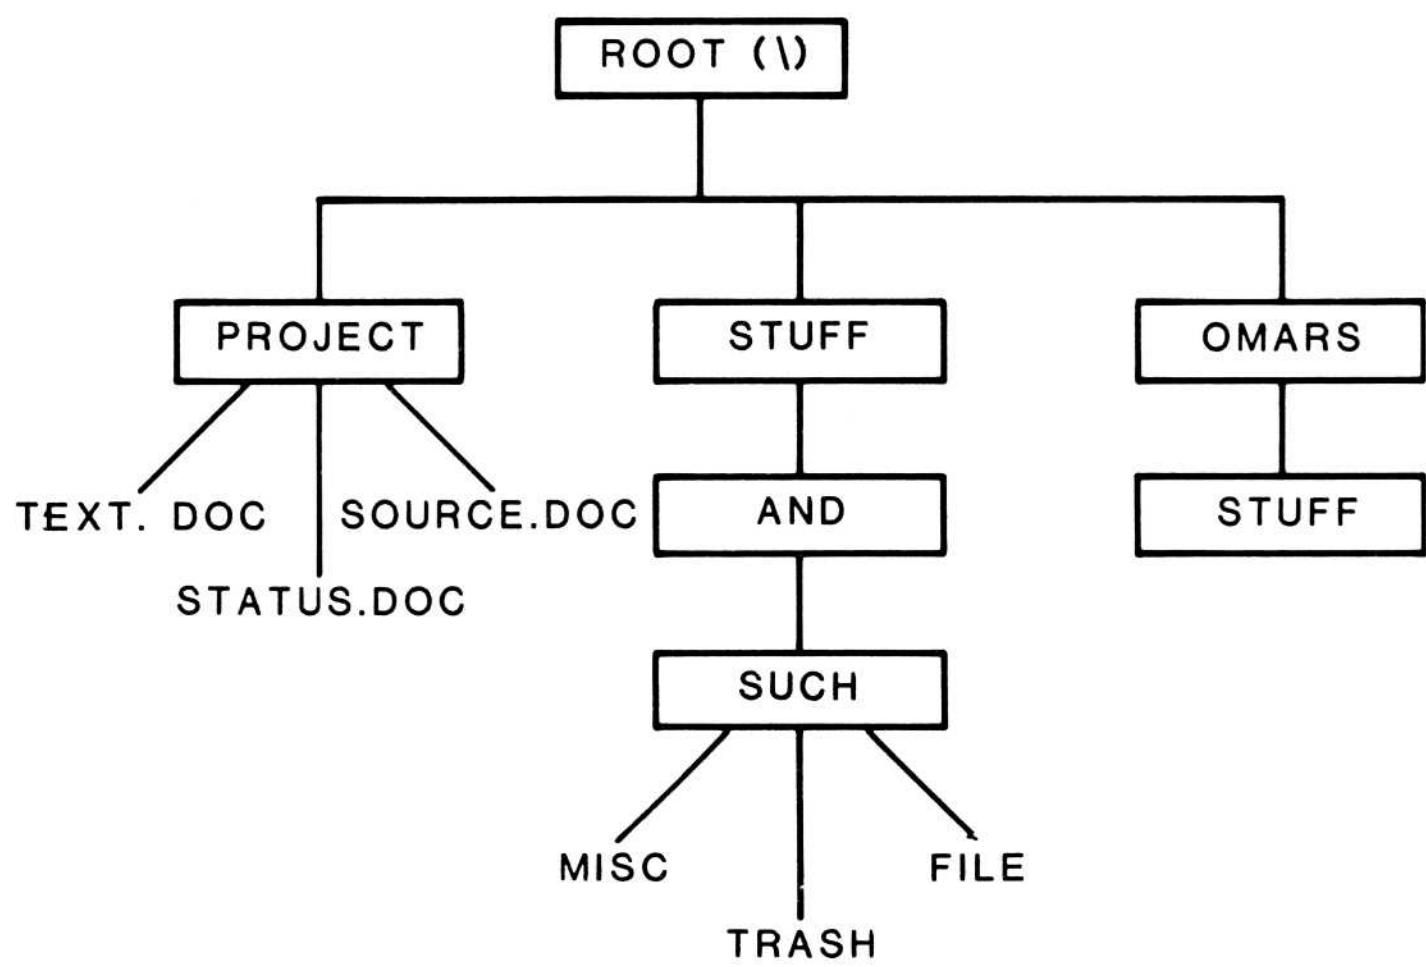 ROOT (\)
PROJECT
STUFF
OMARS
TEXT. DOC
SOURCE.DOC
AND
STUFF
STATUS.DOC
SUCH
MISC
FILE
TRASH